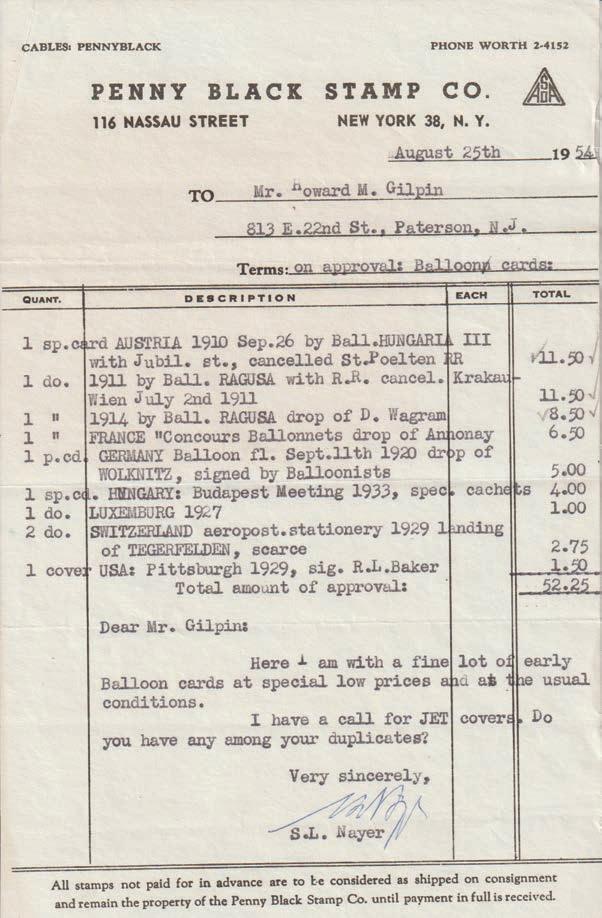 CABLES: PENNYBLACK PHONE WORTH 2-4152
PENNY BLACK STAMP CO.
ASDA
116 NASSAU STREET NEW YORK 38, N. Y.
August 25th 1954
TO Mr. Howard M. Gilpin
813 E.22nd St., Paterson, N.J.
Terms: on approval: Balloon cards:
QUANT. DESCRIPTION EACH TOTAL
1 sp.card AUSTRIA 1910 Sep.26 by Ball.HUNGARIA III
with Jubil. st., cancelled St.Poelten RR 11.50
1 do. 1911 by Ball. RAGUSA with R.R. cancel. Krakau-
Wien July 2nd 1911 11.50
1 " 1914 by Ball. RAGUSA drop of D. Wagram 8.50
1 " FRANCE "Concours Ballonnets drop of Annonay 6.50
1 p.cd. GERMANY Balloon fl. Sept.11th 1920 drop of
WOLKNITZ, signed by Balloonists 5.00
1 sp.cd. HUNGARY: Budapest Meeting 1933, spec. cachets 4.00
1 do. LUXEMBURG 1927 1.00
2 do. SWITZERLAND aeropost.stationery 1929 landing
of TEGERFELDEN, scarce 2.75
1 cover USA: Pittsburgh 1929, sig. R.L.Baker 1.50
Total amount of approval: 52.25
Dear Mr. Gilpin:
Here I am with a fine lot of early
Balloon cards at special low prices and at the usual
conditions.
I have a call for JET covers. Do
you have any among your duplicates?
Very sincerely,
S.L. Nayer
All stamps not paid for in advance are to be considered as shipped on consignment
and remain the property of the Penny Black Stamp Co. until payment in full is received.